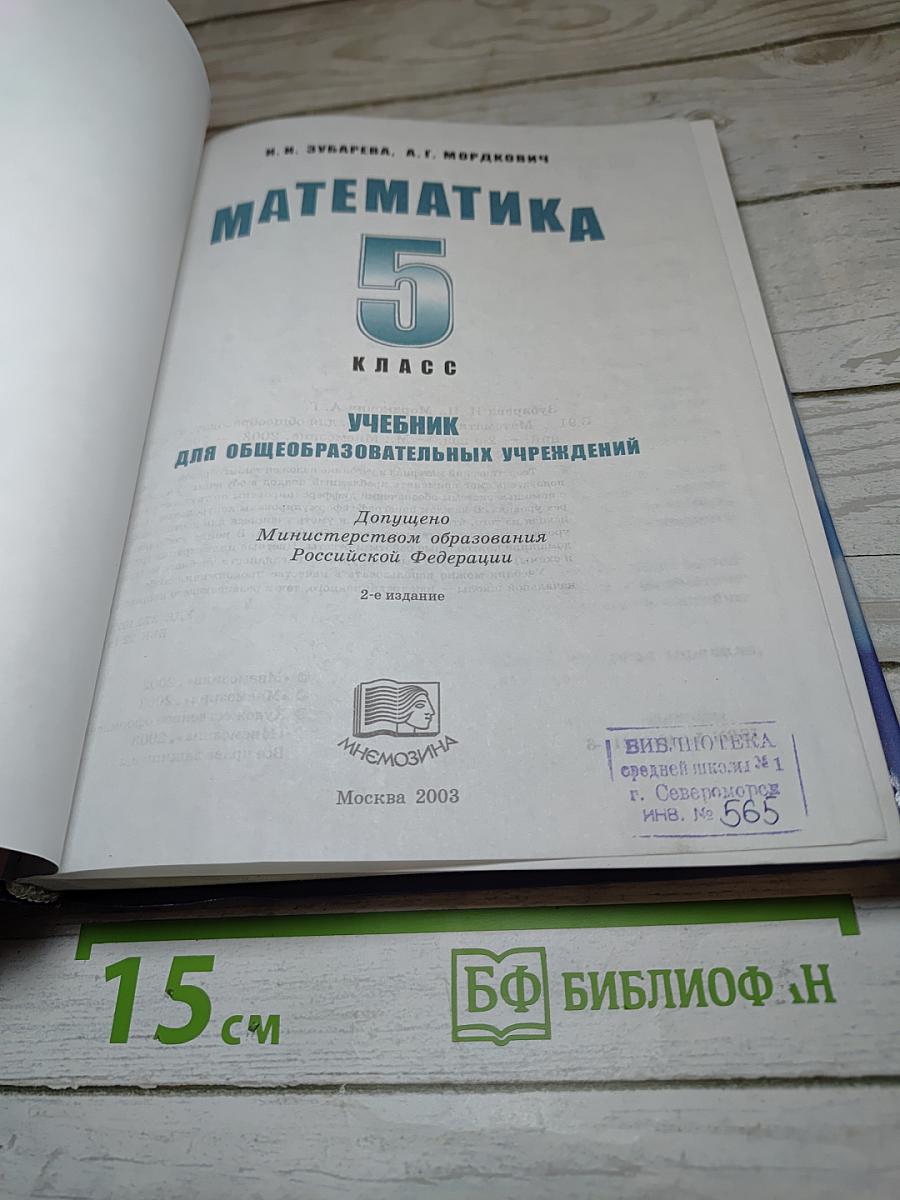 И. И. ЗУБАРЕВА, А. Г. МОРДКОВИЧ
МАТЕМАТИКА
5
КЛАСС
УЧЕБНИК
ДЛЯ ОБЩЕОБРАЗОВАТЕЛЬНЫХ УЧРЕЖДЕНИЙ
Допущено
Министерством образования
Российской Федерации
2-е издание
МНЕМОЗИНА
Москва 2003
БИБЛИОТЕКА
средней школы № 1
г. Североморск
ИНВ. № 565
15 см
БФ БИБЛИОФАН